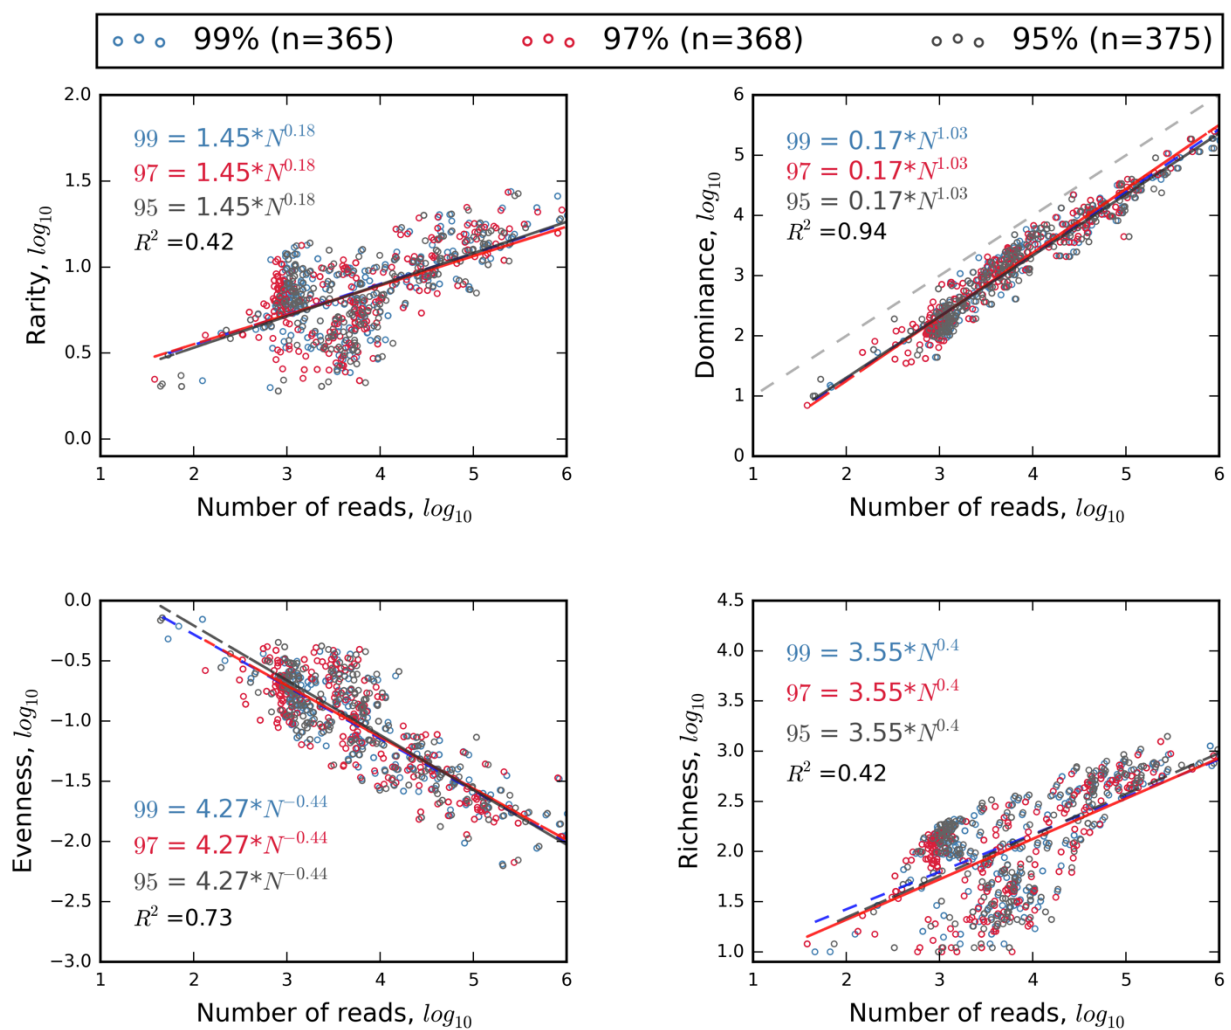 99% (n=365) 97% (n=368) 95% (n=375)
2.0
1.5
1.0
0.5
0.0
Rarity, log₁₀
99 = 1.45*N^0.18
97 = 1.45*N^0.18
95 = 1.45*N^0.18
R² =0.42
1 2 3 4 5 6
Number of reads, log₁₀
6
5
4
3
2
1
0
Dominance, log₁₀
99 = 0.17*N^1.03
97 = 0.17*N^1.03
95 = 0.17*N^1.03
R² =0.94
1 2 3 4 5 6
Number of reads, log₁₀
0.0
−0.5
−1.0
−1.5
−2.0
−2.5
−3.0
Evenness, log₁₀
99 = 4.27*N^−0.44
97 = 4.27*N^−0.44
95 = 4.27*N^−0.44
R² =0.73
1 2 3 4 5 6
Number of reads, log₁₀
4.5
4.0
3.5
3.0
2.5
2.0
1.5
1.0
Richness, log₁₀
99 = 3.55*N^0.4
97 = 3.55*N^0.4
95 = 3.55*N^0.4
R² =0.42
1 2 3 4 5 6
Number of reads, log₁₀